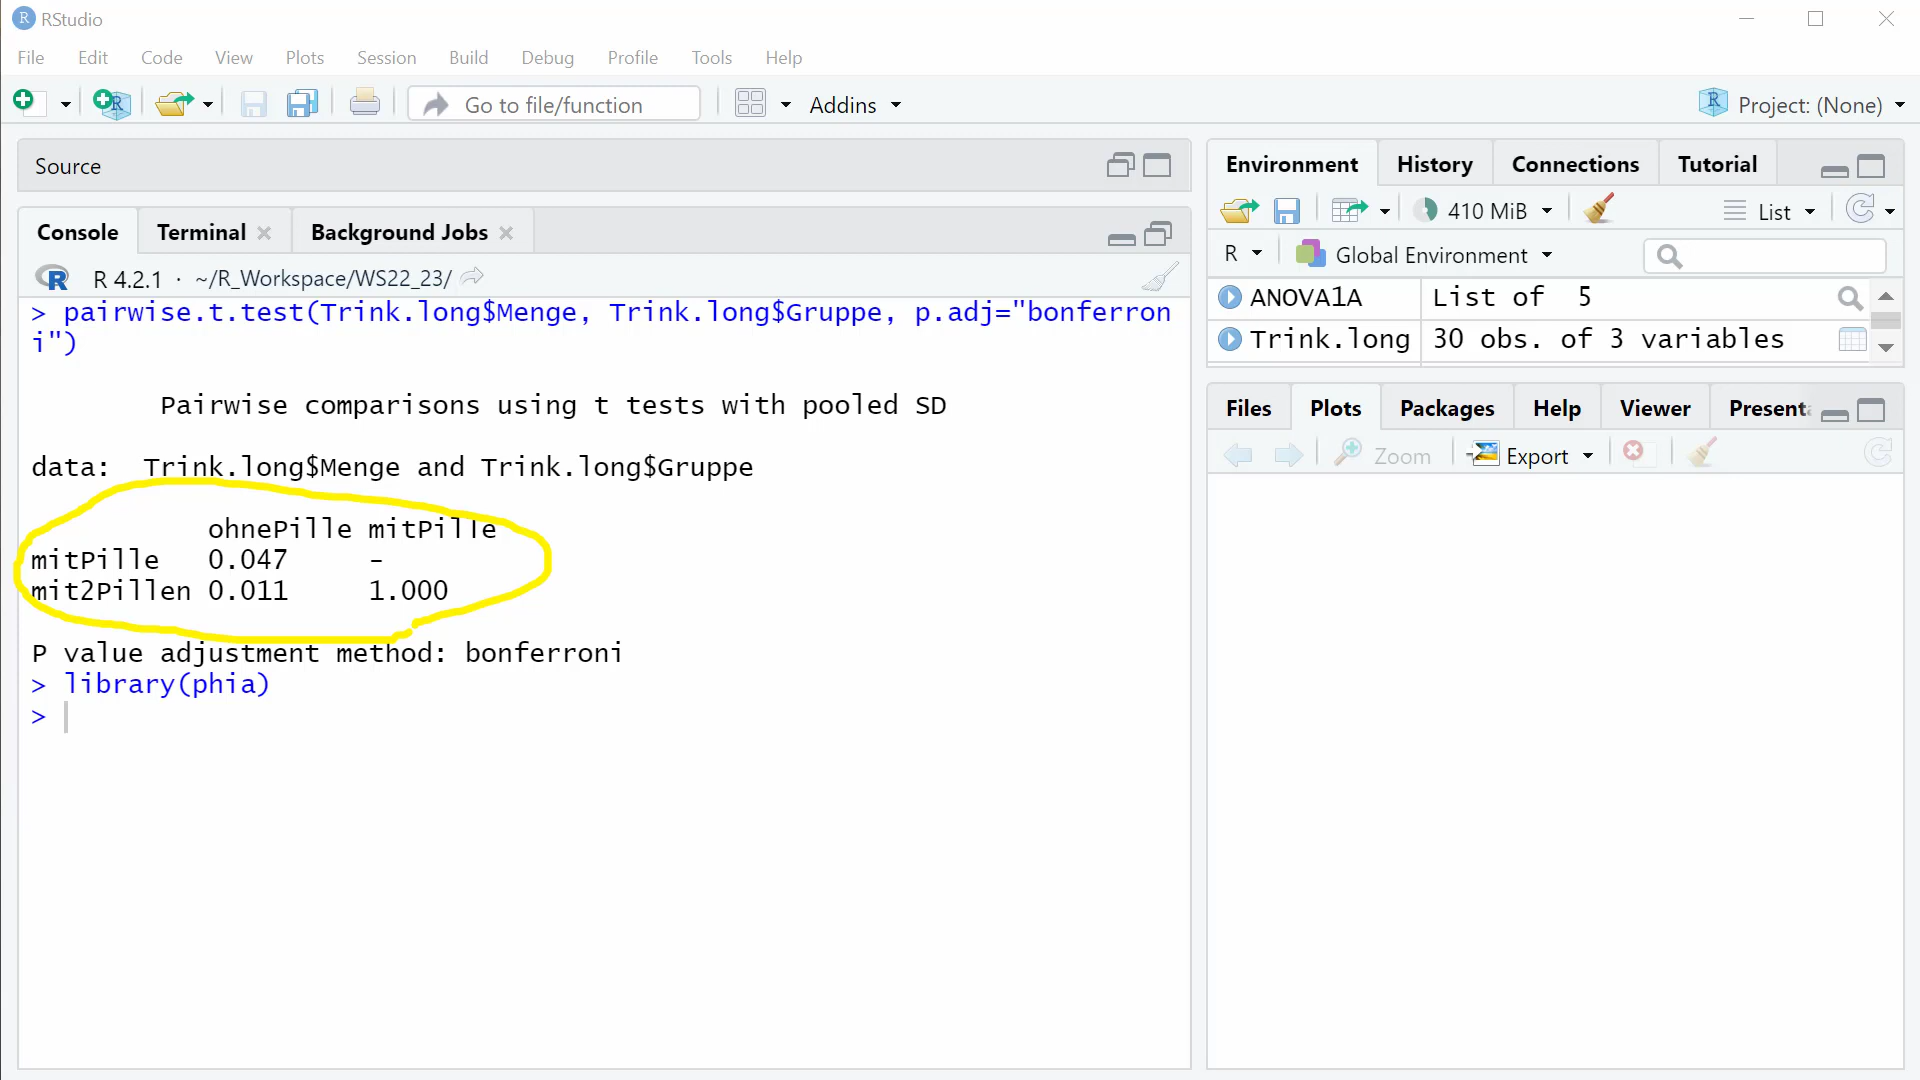 RStudio
File Edit Code View Plots Session Build Debug Profile Tools Help
Go to file/function Addins Project: (None)
Source
Console Terminal Background Jobs
R 4.2.1 · ~/R_Workspace/WS22_23/
> pairwise.t.test(Trink.long$Menge, Trink.long$Gruppe, p.adj="bonferron
i")
Pairwise comparisons using t tests with pooled SD
data: Trink.long$Menge and Trink.long$Gruppe
ohnePille mitPille
mitPille 0.047 -
mit2Pillen 0.011 1.000
P value adjustment method: bonferroni
> library(phia)
>
Environment History Connections Tutorial
410 MiB List
R Global Environment
ANOVA1A List of 5
Trink.long 30 obs. of 3 variables
Files Plots Packages Help Viewer Presenta
Zoom Export